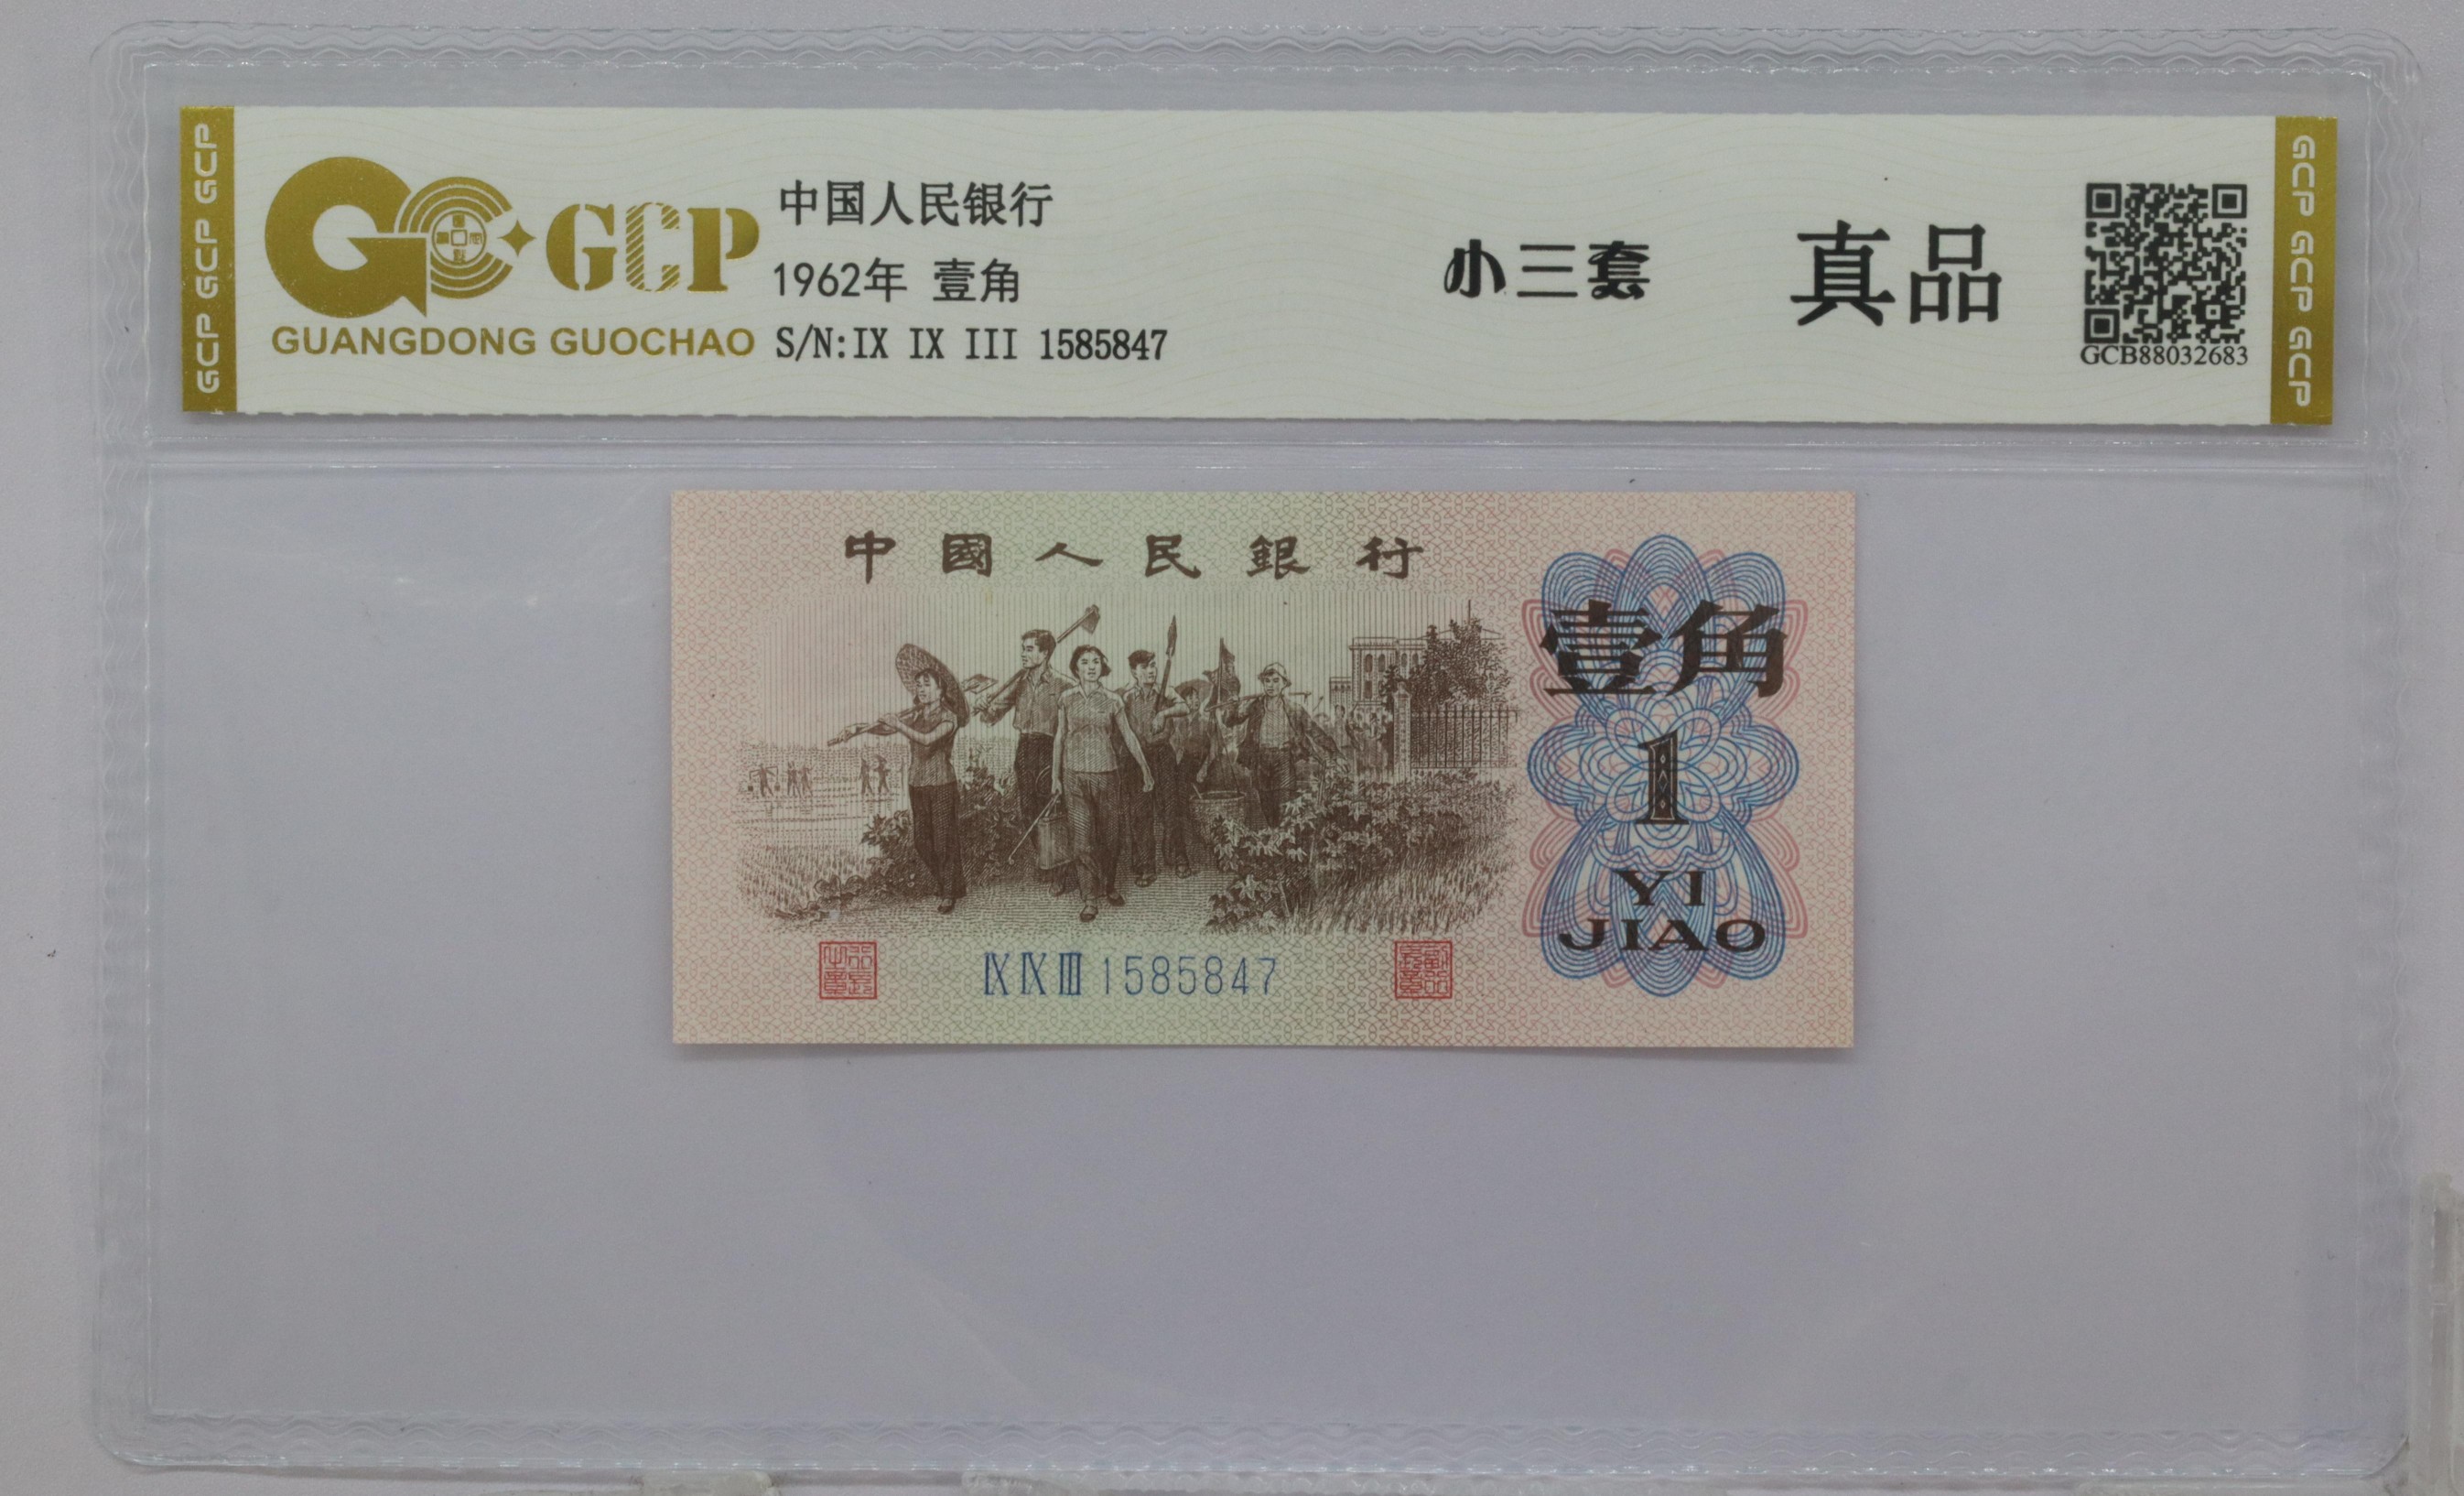 GCP GCP GCP
GCP
GUANGDONG GUOCHAO
中国人民银行
1962年 壹角
S/N:IX IX III 1585847
小三套
真品
GCB88032683
GCP GCP GCP
中國人民銀行
壹角
1
YI
JIAO
IX IX III 1585847